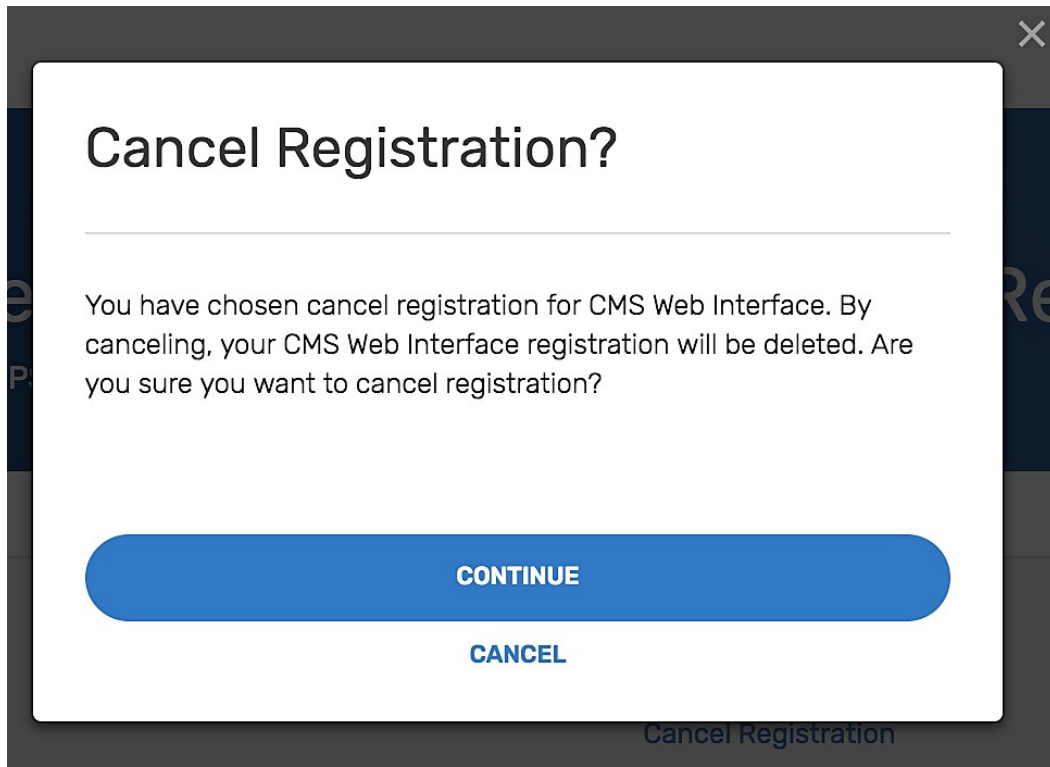 Cancel Registration?
You have chosen cancel registration for CMS Web Interface. By
canceling, your CMS Web Interface registration will be deleted. Are
you sure you want to cancel registration?
CONTINUE
CANCEL
Cancel Registration